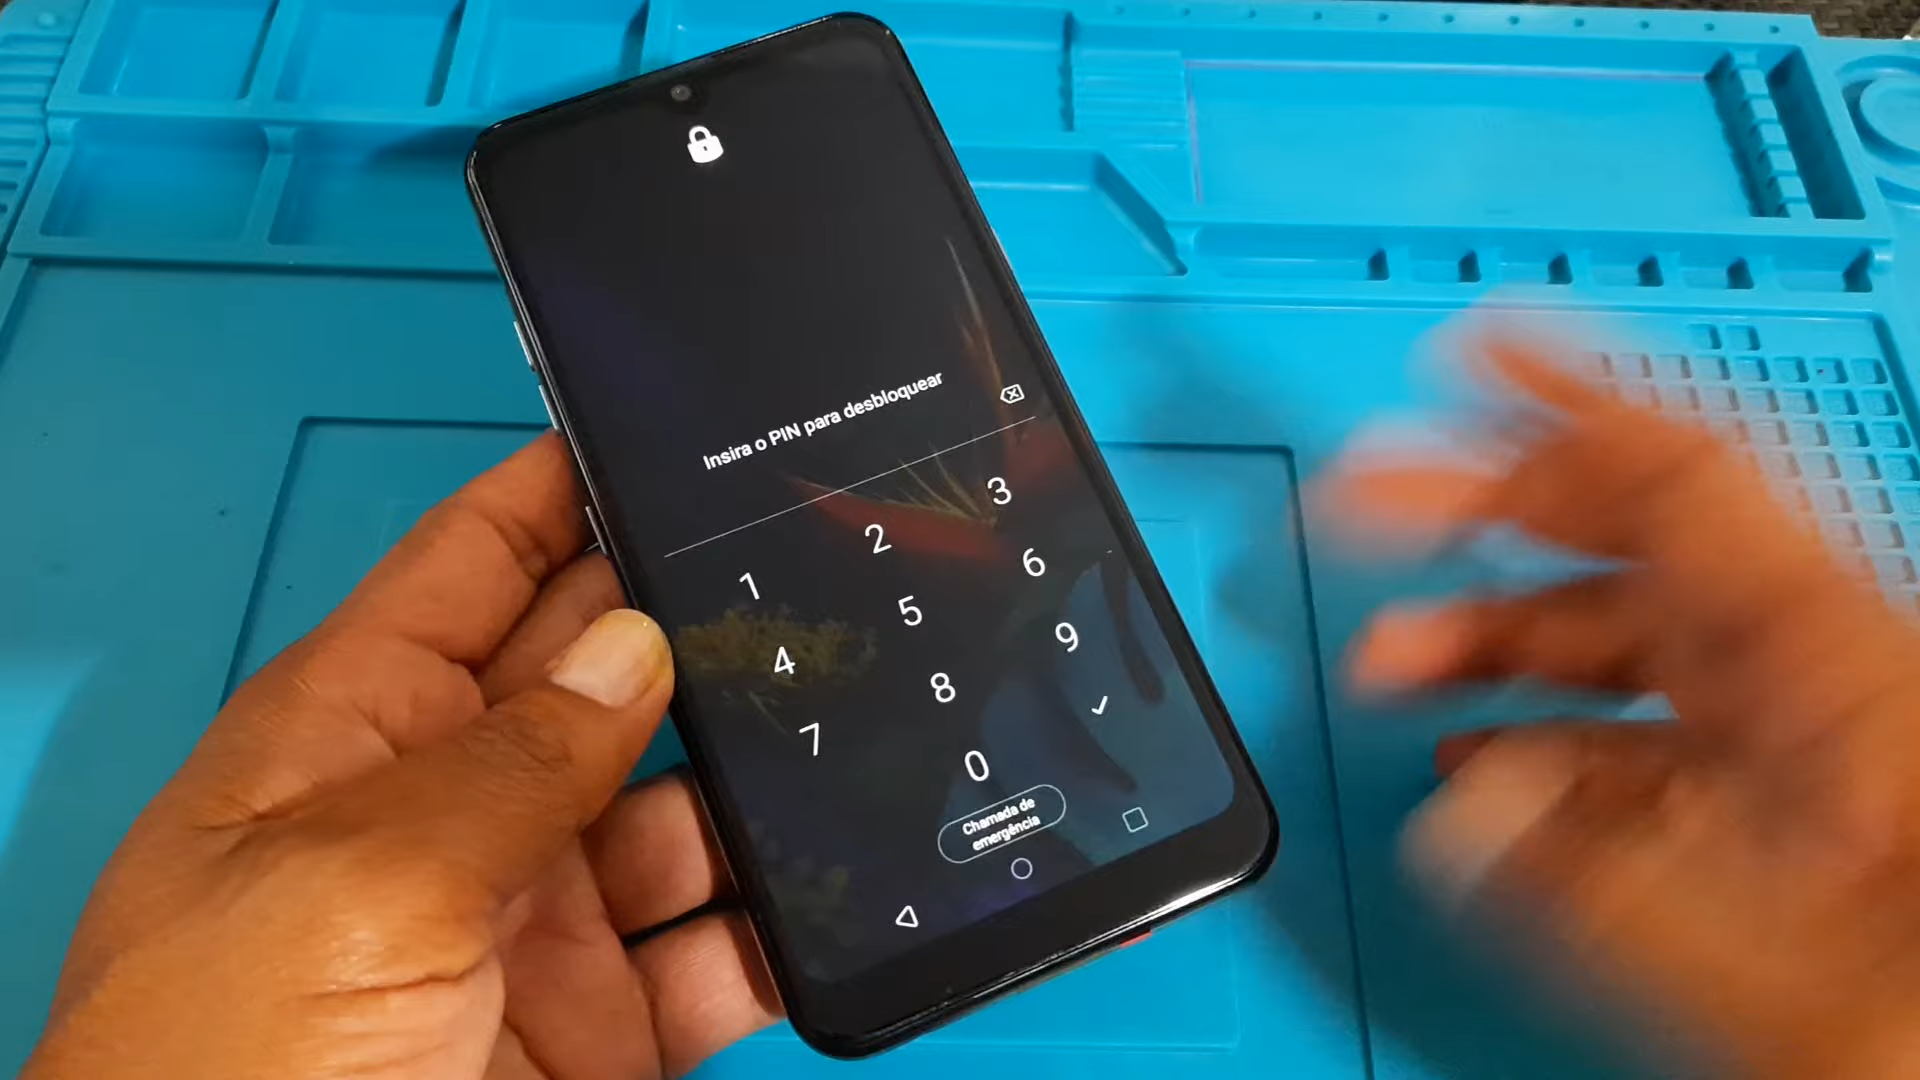 Insira o PIN para desbloquear
1 2 3
4 5 6
7 8 9
0
Chamada de
emergência